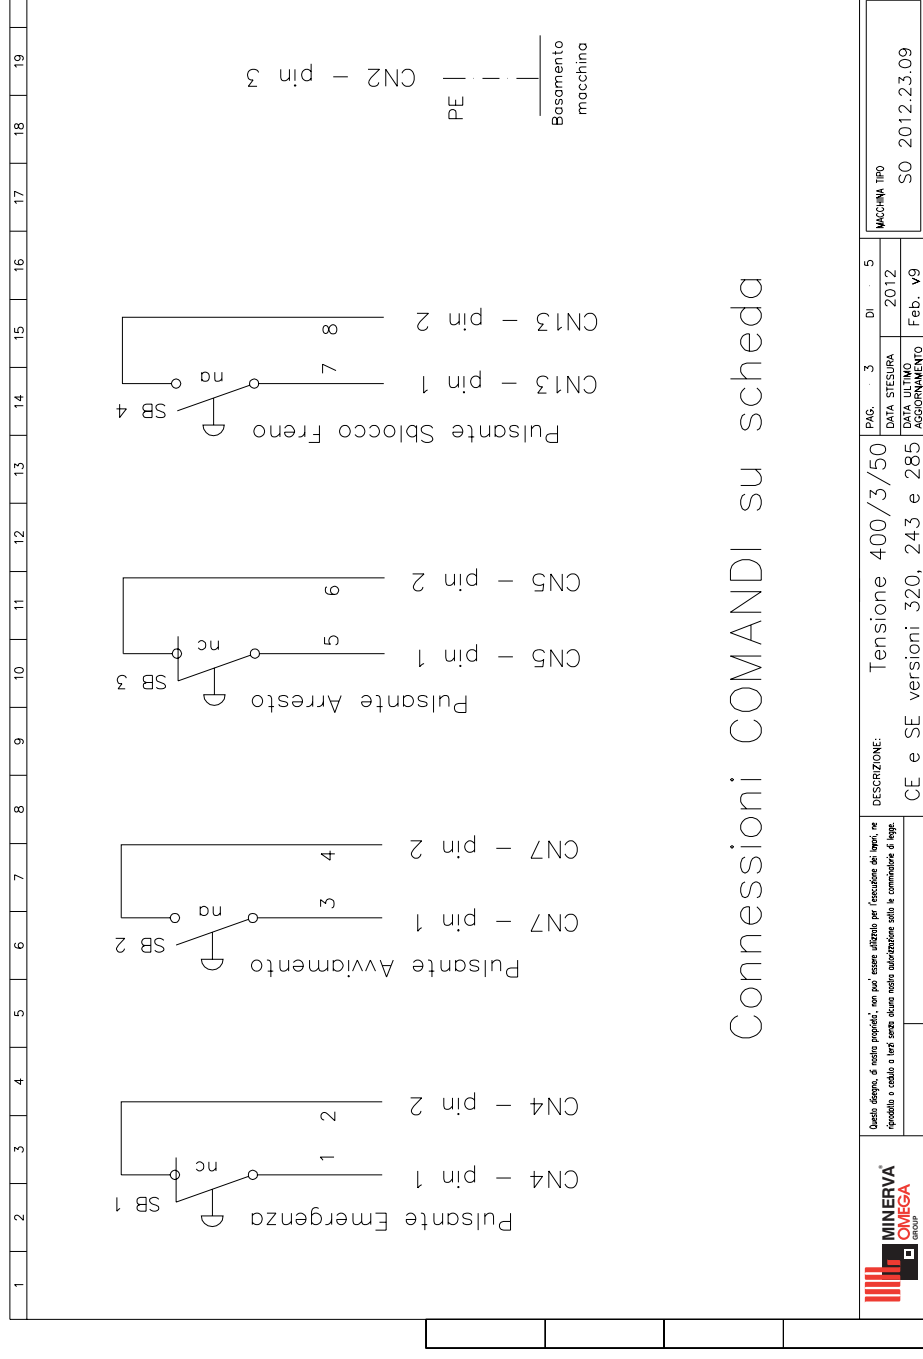 1
2
3
4
5
6
7
8
9
10
11
12
13
14
15
16
17
18
19
Pulsante Emergenza
SB 1
nc
1
2
CN4 - pin 1
CN4 - pin 2
Pulsante Avviamento
SB 2
na
3
4
CN7 - pin 1
CN7 - pin 2
Pulsante Arresto
SB 3
nc
5
6
CN5 - pin 1
CN5 - pin 2
Pulsante Sblocco Freno
SB 4
na
7
8
CN13 - pin 1
CN13 - pin 2
CN2 - pin 3
PE
Basamento
macchina
Connessioni COMANDI su scheda
MINERVA®
OMEGA
GROUP
Questo disegno, di nostra proprieta', non puo' essere utilizzato per l'esecuzione dei lavori, ne
riprodotto o ceduto a terzi senza alcuna nostra autorizzazione sotto le comminatorie di legge.
DESCRIZIONE:
Tensione 400/3/50
CE e SE versioni 320, 243 e 285
PAG. 3 DI 5
DATA STESURA 2012
DATA ULTIMO
AGGIORNAMENTO Feb. v9
MACCHINA TIPO
SO 2012.23.09